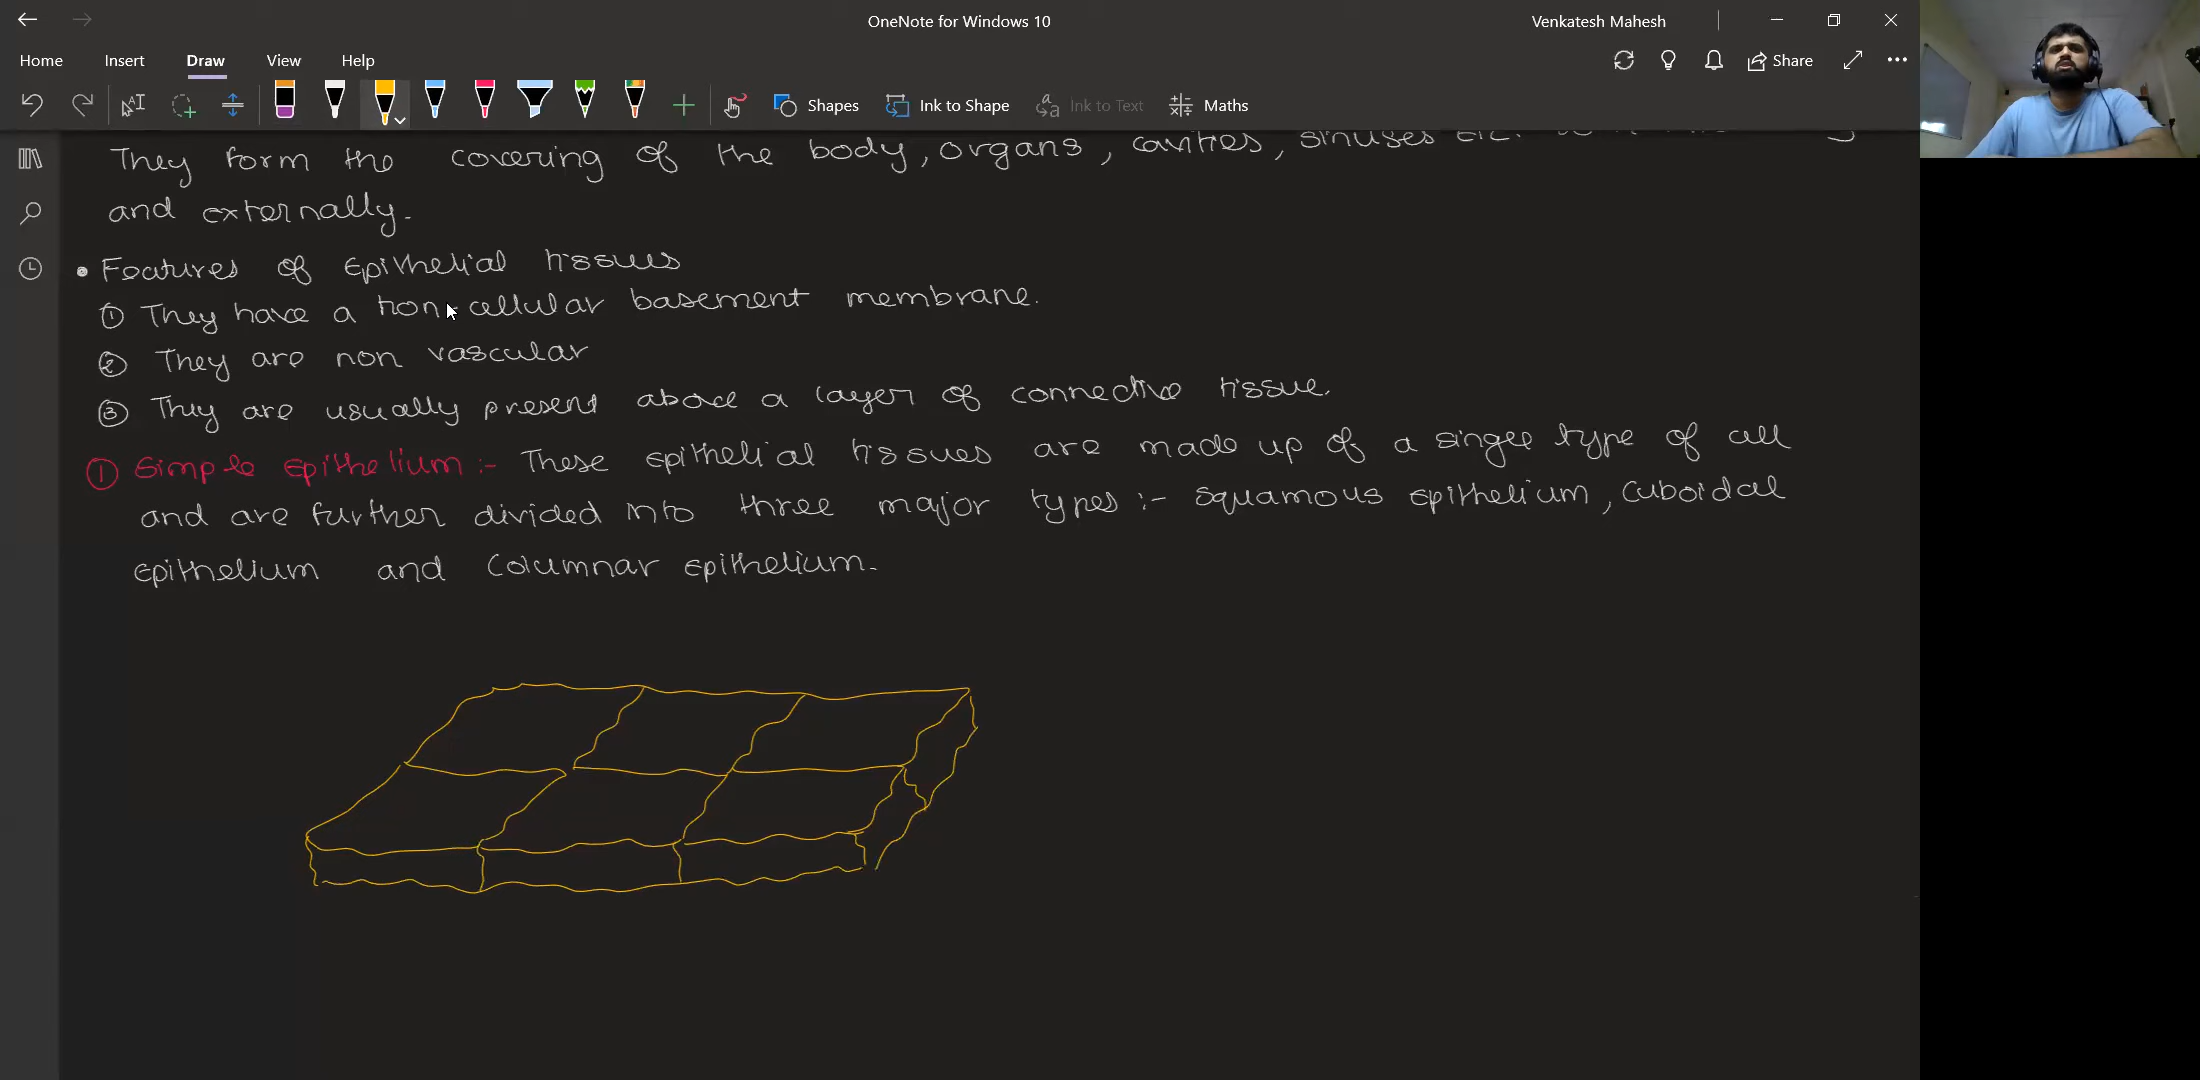 OneNote for Windows 10
Venkatesh Mahesh
Home Insert Draw View Help
Share
Shapes Ink to Shape Ink to Text Maths
They form the covering of the body, organs, cavities, sinuses etc.
and externally.
• Features of Epithelial tissues
① They have a non-cellular basement membrane.
② They are non vascular
③ They are usually present above a layer of connective tissue.
① Simple Epithelium :- These epithelial tissues are made up of a single type of cell
and are further divided into three major types :- Squamous Epithelium, Cuboidal
Epithelium and Columnar Epithelium.